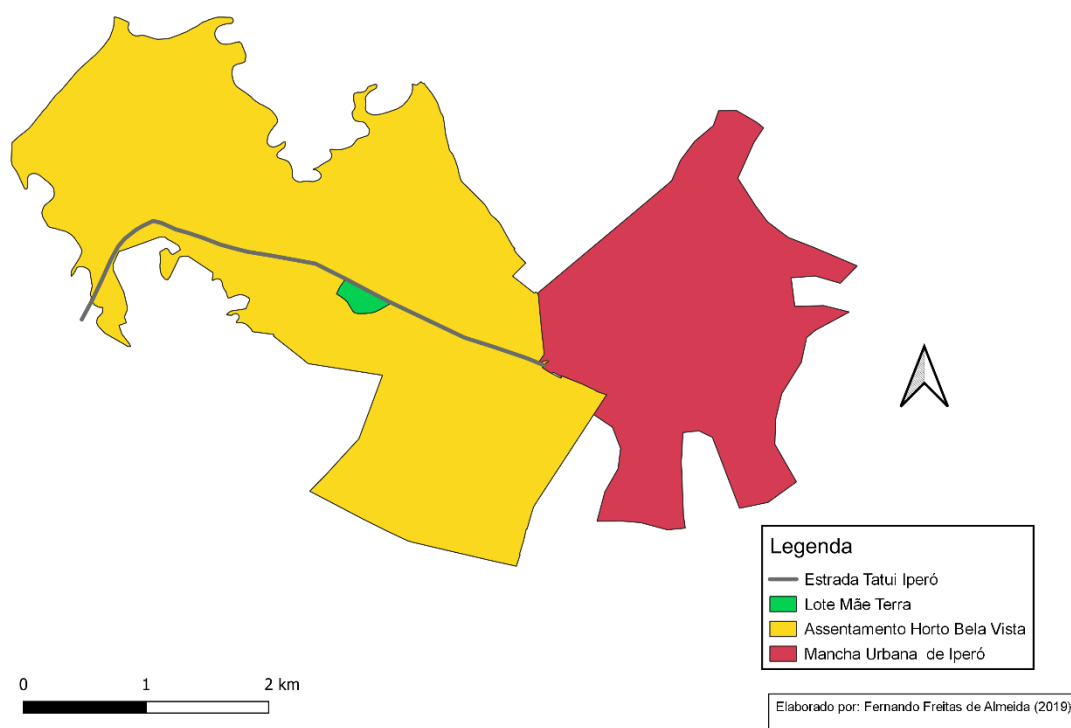 Legenda
Estrada Tatui Iperó
Lote Mãe Terra
Assentamento Horto Bela Vista
Mancha Urbana de Iperó
0 1 2 km
Elaborado por: Fernando Freitas de Almeida (2019)